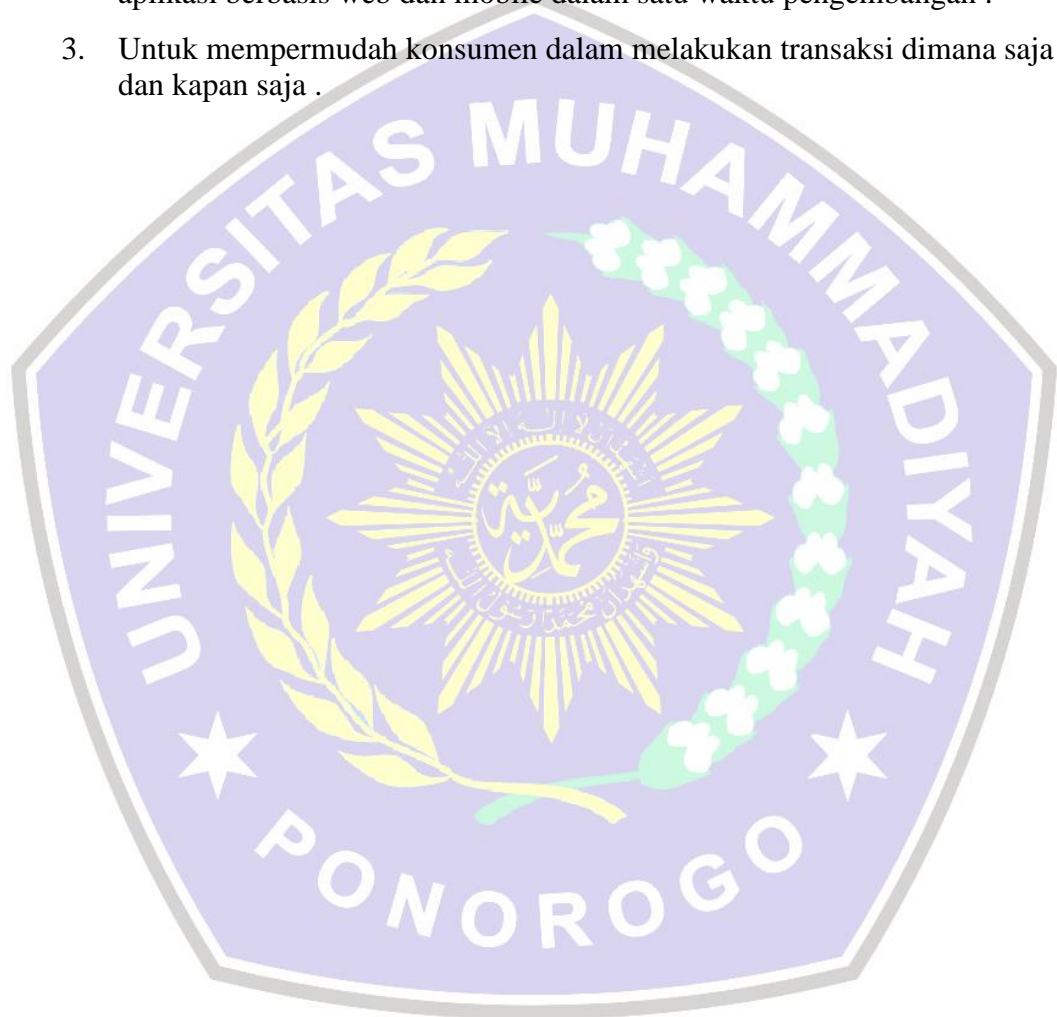 aplikasi berbasis web dan mobile dalam satu waktu pengembangan .
3. Untuk mempermudah konsumen dalam melakukan transaksi dimana saja
dan kapan saja .
UNIVERSITAS MUHAMMADIYAH
محمدية
PONOROGO